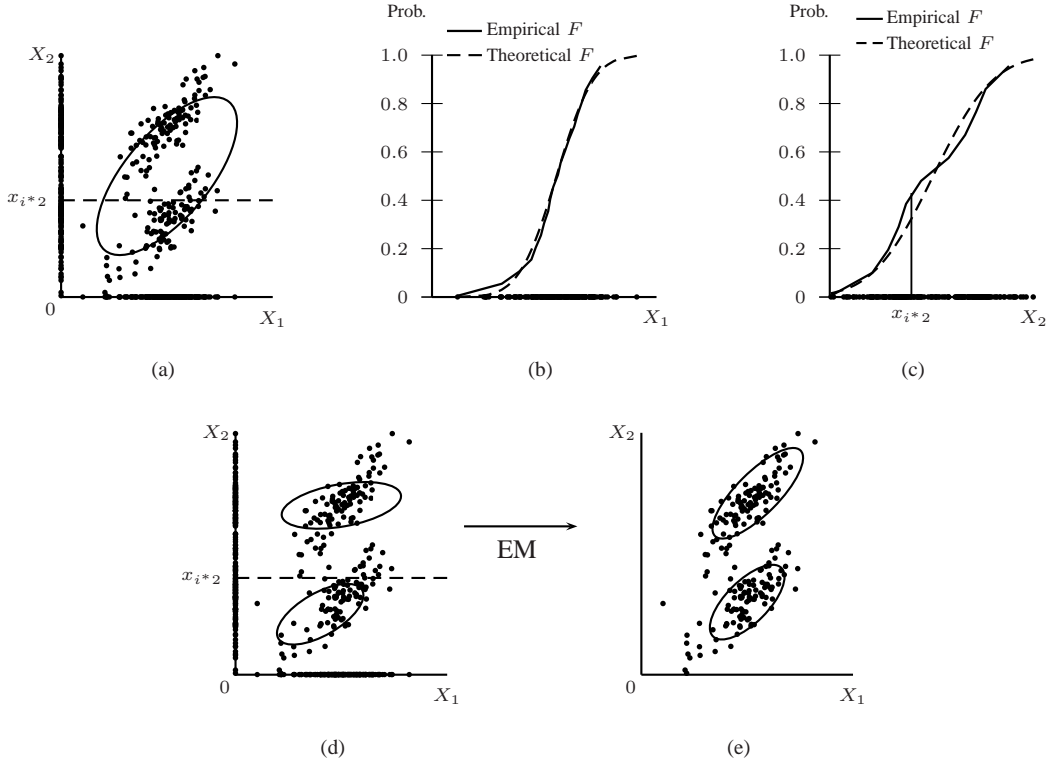 Prob.
Empirical F
Theoretical F
Prob.
Empirical F
Theoretical F
X2
xi*2
0
X1
(a)
1.0
0.8
0.6
0.4
0.2
0
X1
(b)
1.0
0.8
0.6
0.4
0.2
0
xi*2
X2
(c)
X2
xi*2
0
X1
(d)
EM
X2
0
X1
(e)